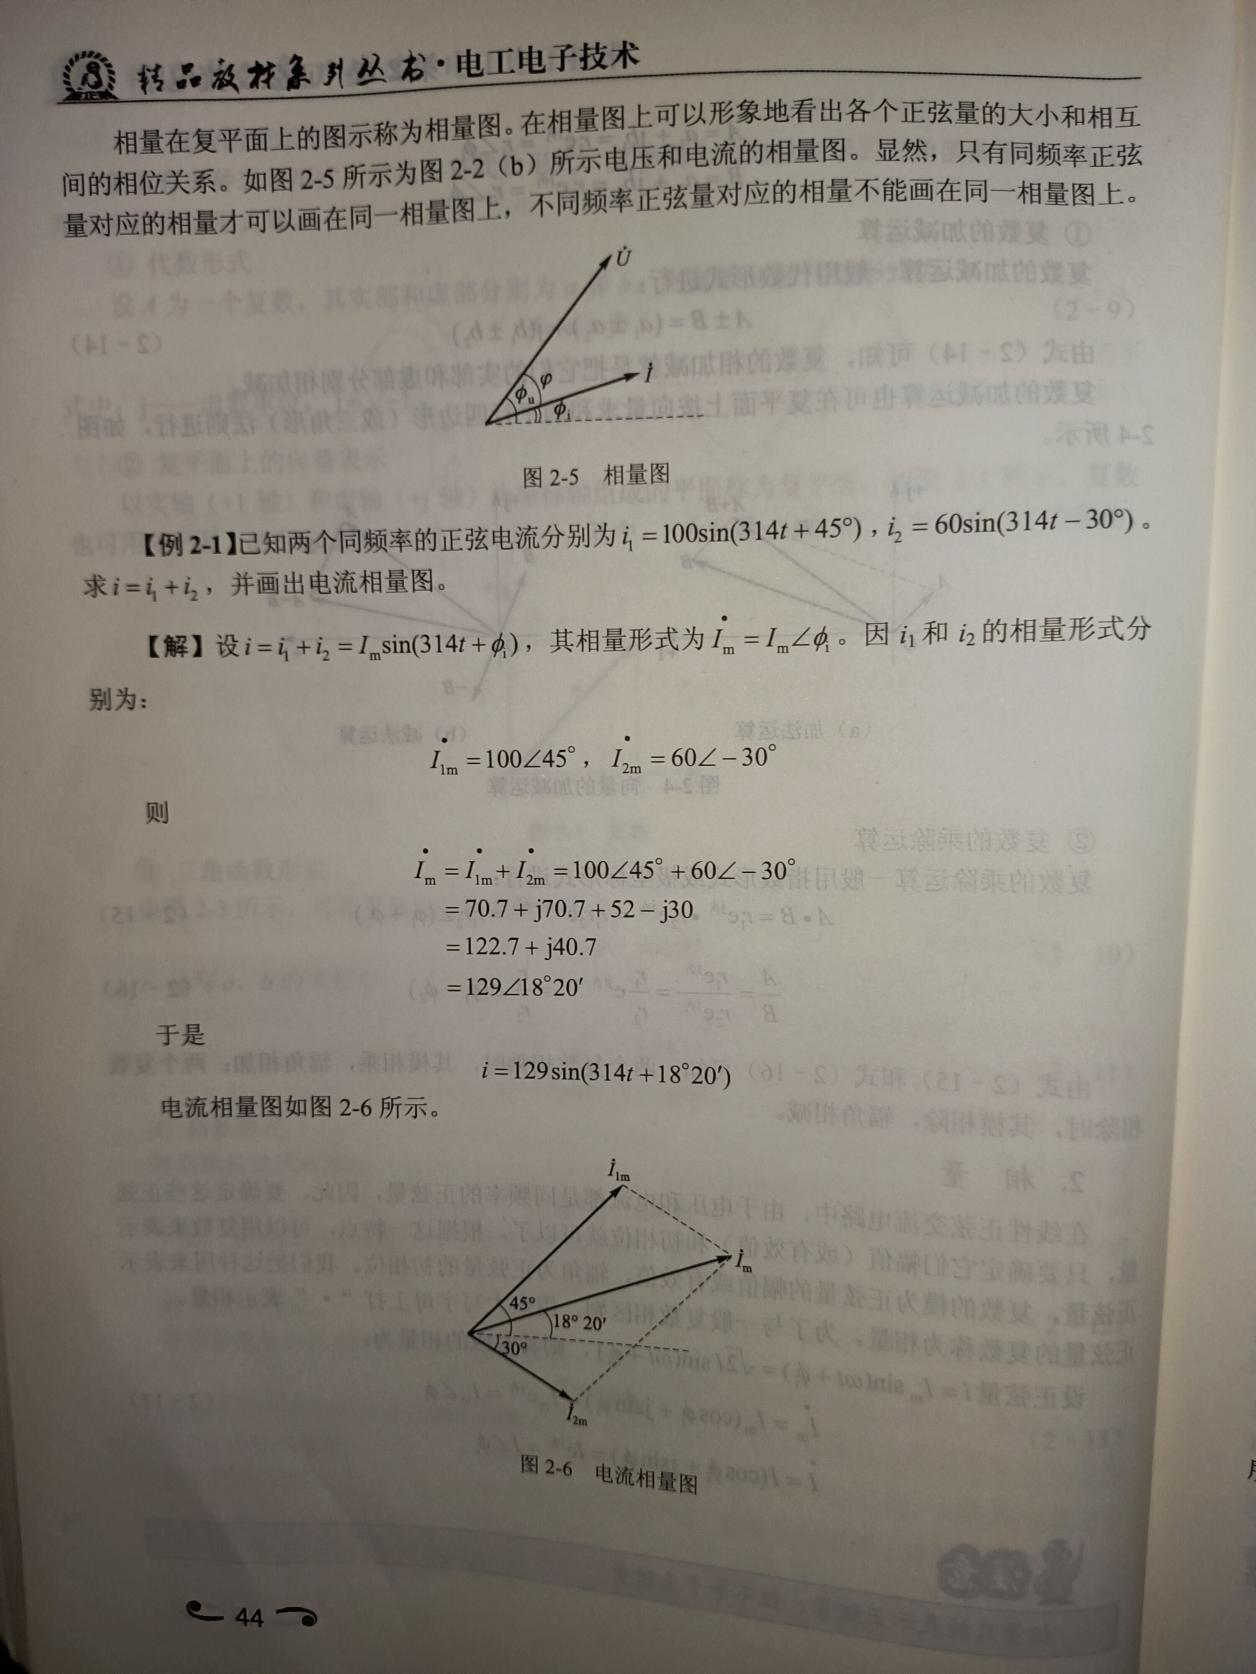 精品教材系列丛书·电工电子技术
相量在复平面上的图示称为相量图。在相量图上可以形象地看出各个正弦量的大小和相互
间的相位关系。如图 2-5 所示为图 2-2（b）所示电压和电流的相量图。显然，只有同频率正弦
量对应的相量才可以画在同一相量图上，不同频率正弦量对应的相量不能画在同一相量图上。
U̇
φ
İ
ϕu
ϕi
图 2-5 相量图
【例 2-1】已知两个同频率的正弦电流分别为 i₁ = 100sin(314t + 45°)，i₂ = 60sin(314t − 30°)。
求 i = i₁ + i₂，并画出电流相量图。
【解】设 i = i₁ + i₂ = Iₘsin(314t + ϕi)，其相量形式为 İₘ = Iₘ∠ϕi。因 i₁ 和 i₂ 的相量形式分
别为：
İ₁ₘ = 100∠45°，İ₂ₘ = 60∠−30°
则
İₘ = İ₁ₘ + İ₂ₘ = 100∠45° + 60∠−30°
= 70.7 + j70.7 + 52 − j30
= 122.7 + j40.7
= 129∠18°20′
于是
i = 129sin(314t + 18°20′)
电流相量图如图 2-6 所示。
İ₁ₘ
İₘ
45°
18° 20′
30°
İ₂ₘ
图 2-6 电流相量图
44